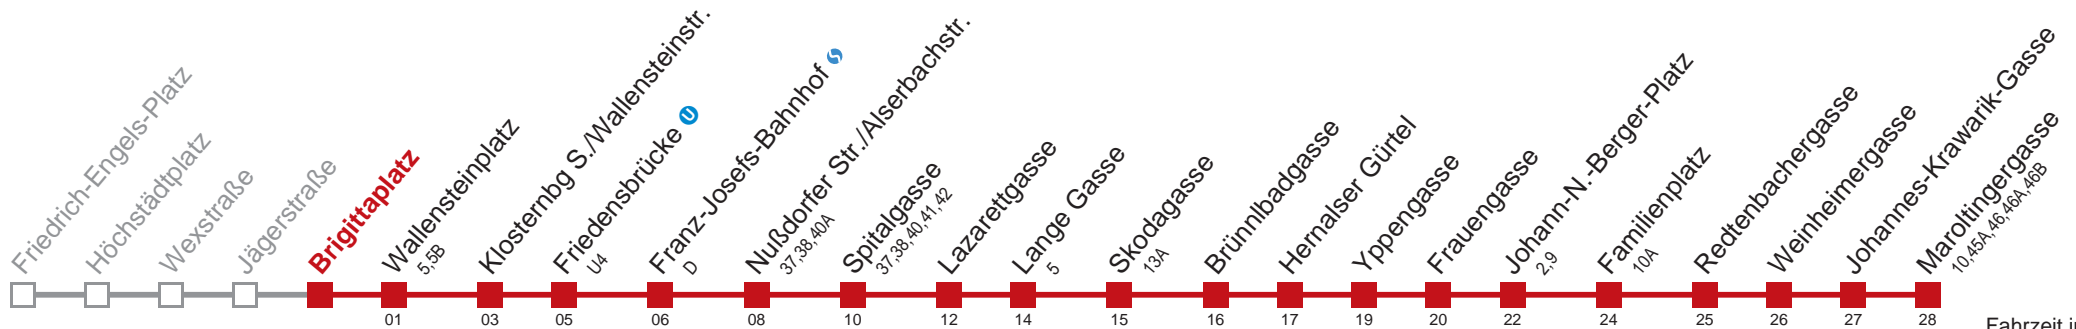 Friedrich-Engels-Platz
Höchstädtplatz
Wexstraße
Jägerstraße
Brigittaplatz
Wallensteinplatz
5,5B
Klosternbg S./Wallensteinstr.
Friedensbrücke U
U4
Franz-Josefs-Bahnhof S
D
Nußdorfer Str./Alserbachstr.
37,38,40A
Spitalgasse
37,38,40,41,42
Lazarettgasse
Lange Gasse
5
Skodagasse
13A
Brünnlbadgasse
Hernalser Gürtel
Yppengasse
Frauengasse
Johann-N.-Berger-Platz
2,9
Familienplatz
10A
Redtenbachergasse
Weinheimergasse
Johannes-Krawarik-Gasse
Maroltingergasse
10,45A,46,46A,46B
01 03 05 06 08 10 12 14 15 16 17 19 20 22 24 25 26 27 28
Fahrzeit